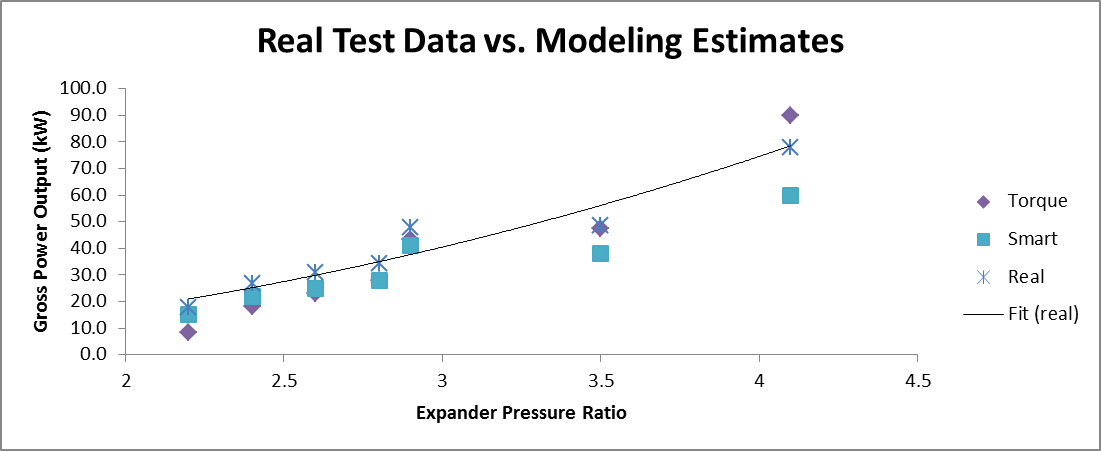 Real Test Data vs. Modeling Estimates
Gross Power Output (kW)
100.0
90.0
80.0
70.0
60.0
50.0
40.0
30.0
20.0
10.0
0.0
2 2.5 3 3.5 4 4.5
Expander Pressure Ratio
Torque
Smart
Real
Fit (real)